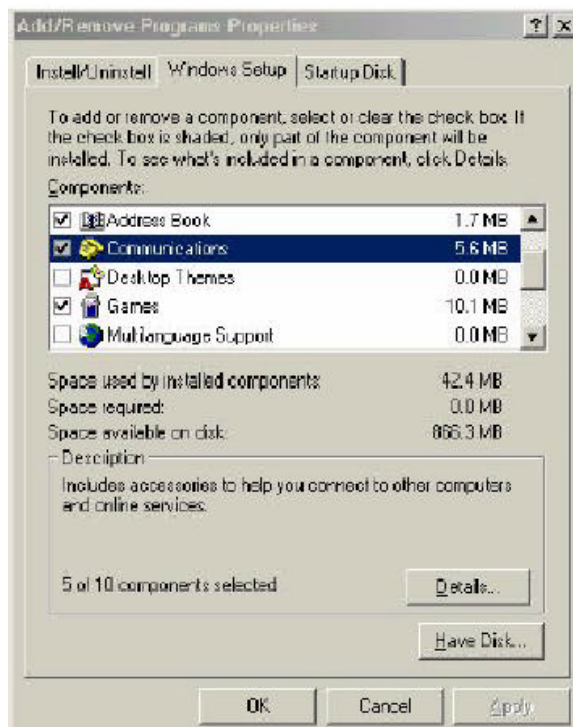 Add/Remove Programs Properties
Install/Uninstall Windows Setup Startup Disk
To add or remove a component, select or clear the check box. If
the check box is shaded, only part of the component will be
installed. To see what's included in a component, click Details.
Components:
Address Book 1.7 MB
Communications 5.6 MB
Desktop Themes 0.0 MB
Games 10.1 MB
Multilanguage Support 0.0 MB
Space used by installed components: 42.4 MB
Space required: 0.0 MB
Space available on disk: 866.3 MB
Description
Includes accessories to help you connect to other computers
and online services.
5 of 10 components selected
Details...
Have Disk...
OK Cancel Apply